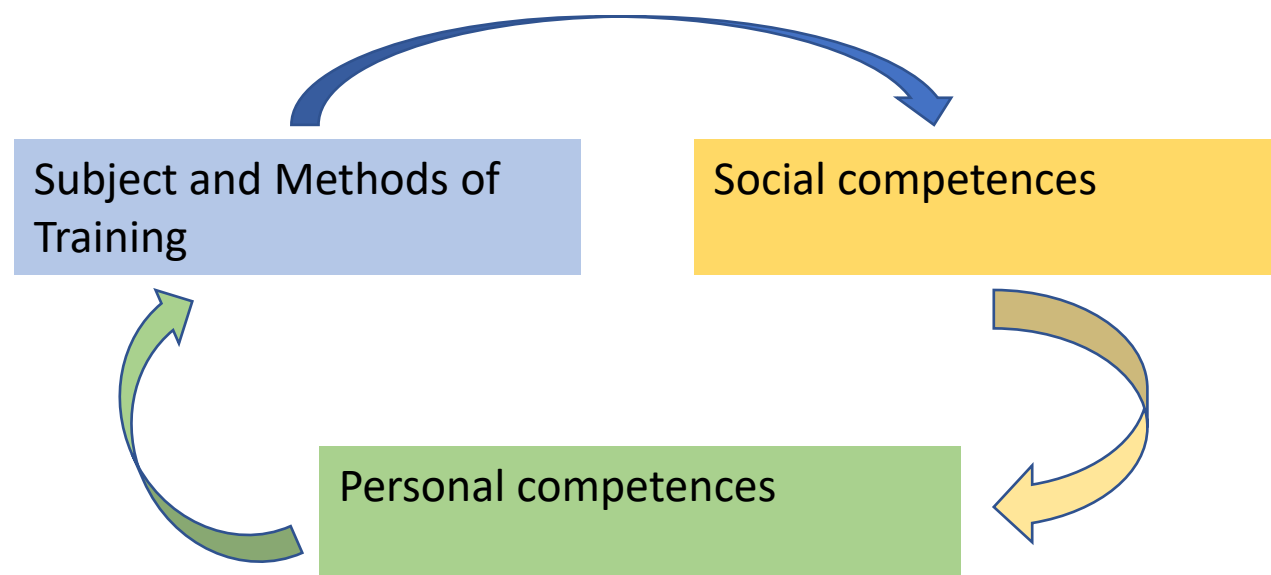 Subject and Methods of
Training
Social competences
Personal competences